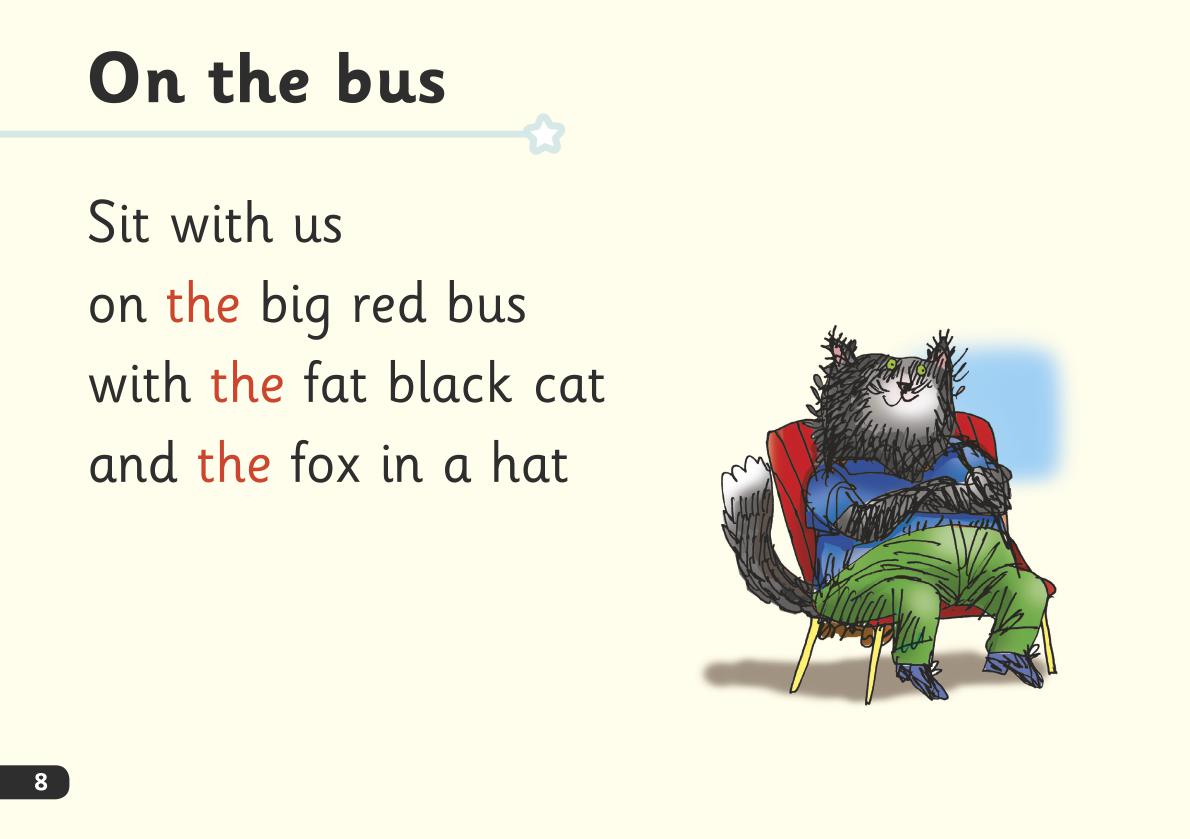 On the bus
Sit with us
on the big red bus
with the fat black cat
and the fox in a hat
8